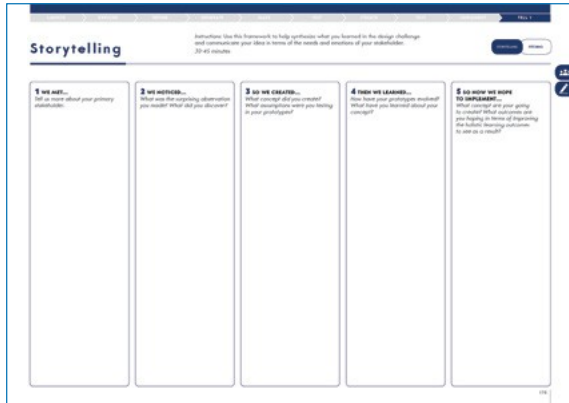 TELL 1
Storytelling
Instructions: Use this framework to help synthesize what you learned in the design challenge
and communicate your idea in terms of the needs and emotions of your stakeholder.
30-45 minutes
1 WE MET...
Tell us more about your primary
stakeholder.
2 WE NOTICED...
What was the surprising observation
you made? What did you discover?
3 SO WE CREATED...
What concept did you create?
What assumptions were you testing
in your prototypes?
4 THEN WE LEARNED...
How have your prototypes evolved?
What have you learned about your
concept?
5 SO NOW WE HOPE
TO IMPLEMENT...
What concept are your going
to create? What outcomes are
you hoping in terms of improving
the holistic learning outcomes
to see as a result?